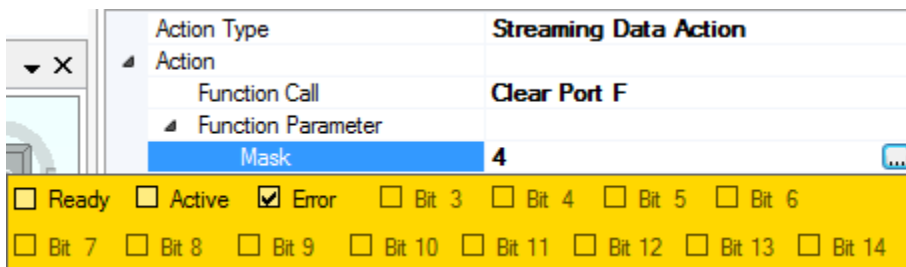 Action Type Streaming Data Action
Action
Function Call Clear Port F
Function Parameter
Mask 4 ...
Ready Active Error Bit 3 Bit 4 Bit 5 Bit 6
Bit 7 Bit 8 Bit 9 Bit 10 Bit 11 Bit 12 Bit 13 Bit 14